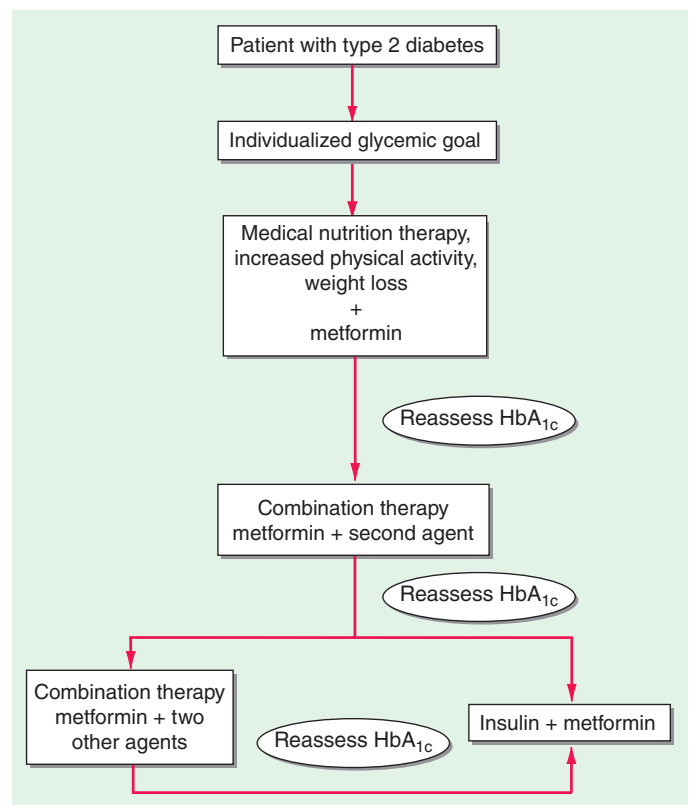 Patient with type 2 diabetes
Individualized glycemic goal
Medical nutrition therapy,
increased physical activity,
weight loss
+
metformin
Reassess HbA1c
Combination therapy
metformin + second agent
Reassess HbA1c
Combination therapy
metformin + two
other agents
Reassess HbA1c
Insulin + metformin